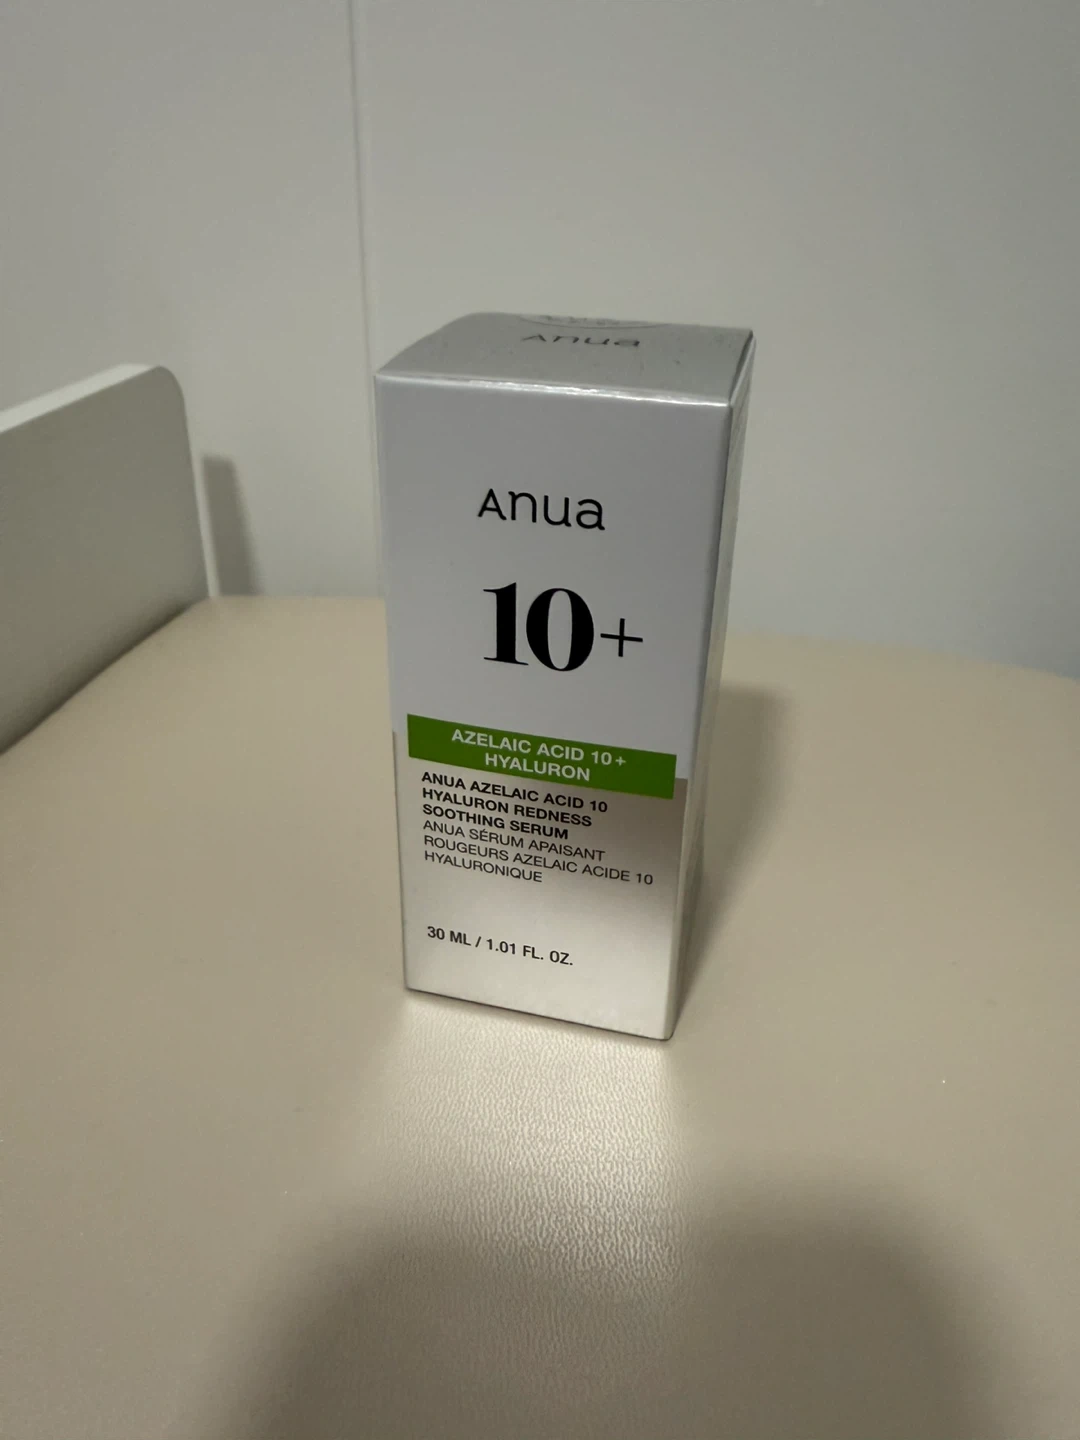 Anua
Anua
10+
AZELAIC ACID 10+
HYALURON
ANUA AZELAIC ACID 10
HYALURON REDNESS
SOOTHING SERUM
ANUA SÉRUM APAISANT
ROUGEURS AZELAIC ACIDE 10
HYALURONIQUE
30 ML / 1.01 FL. OZ.